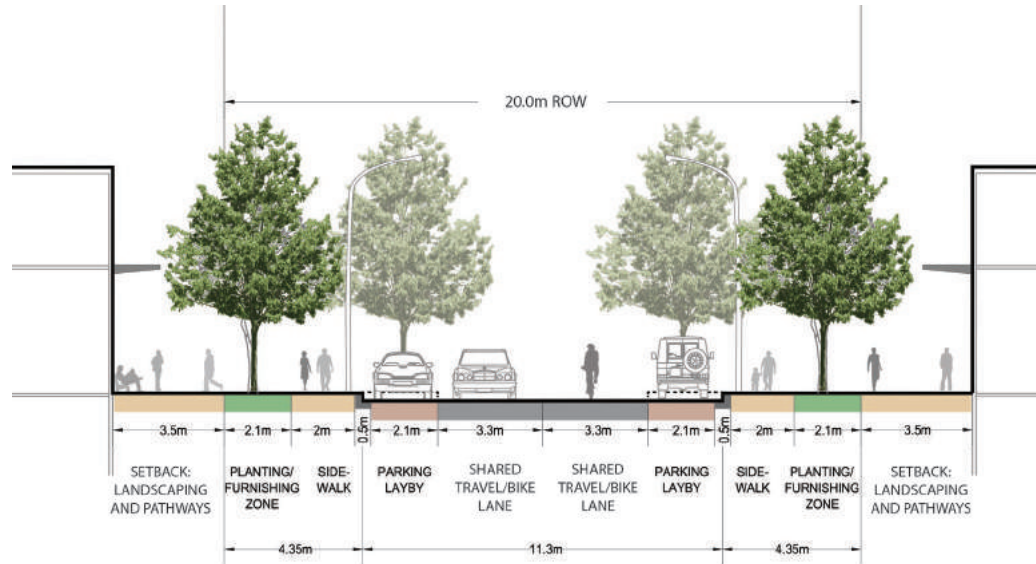 20.0m ROW
3.5m
2.1m
2m
0.5m
2.1m
3.3m
3.3m
2.1m
0.5m
2m
2.1m
3.5m
SETBACK:
LANDSCAPING
AND PATHWAYS
PLANTING/
FURNISHING
ZONE
SIDE-
WALK
PARKING
LAYBY
SHARED
TRAVEL/BIKE
LANE
SHARED
TRAVEL/BIKE
LANE
PARKING
LAYBY
SIDE-
WALK
PLANTING/
FURNISHING
ZONE
SETBACK:
LANDSCAPING
AND PATHWAYS
4.35m
11.3m
4.35m